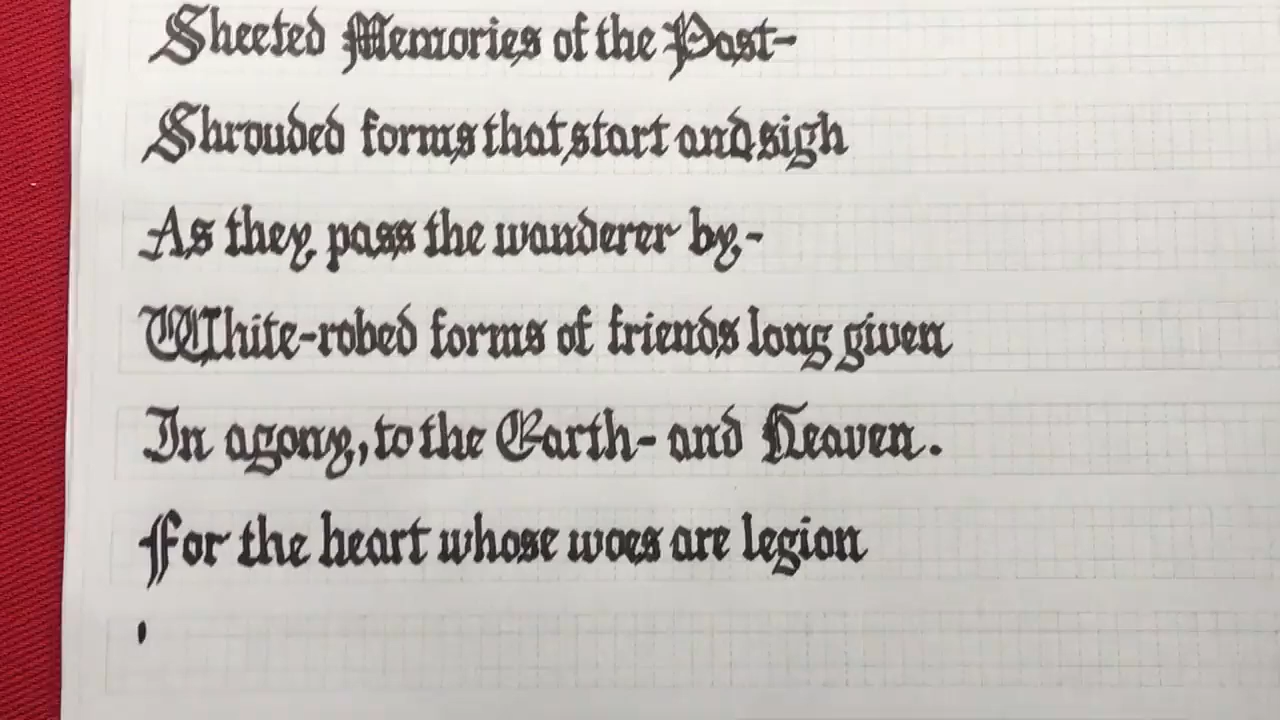 Sheeted Memories of the Past-
Shrouded forms that start and sigh
As they pass the wanderer by,-
White-robed forms of friends long given
In agony, to the Earth- and Heaven.
For the heart whose woes are legion